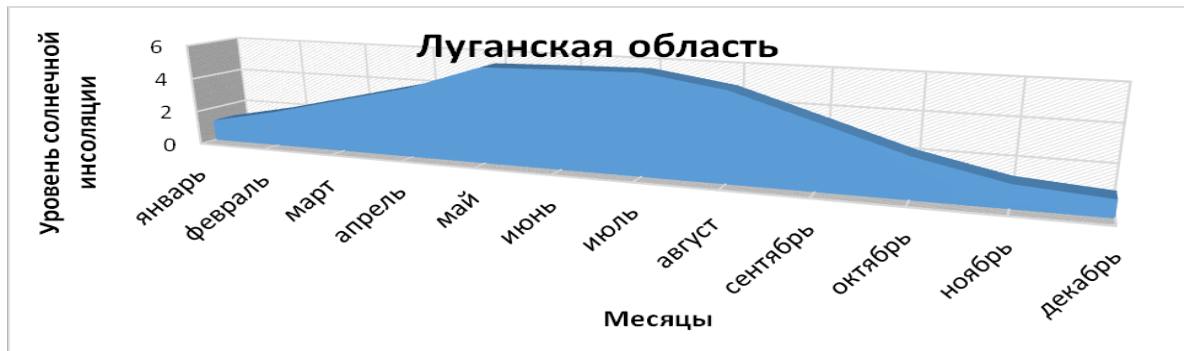 Луганская область
Уровень солнечной
инсоляции
6
4
2
0
январь
февраль
март
апрель
май
июнь
июль
август
сентябрь
октябрь
ноябрь
декабрь
Месяцы